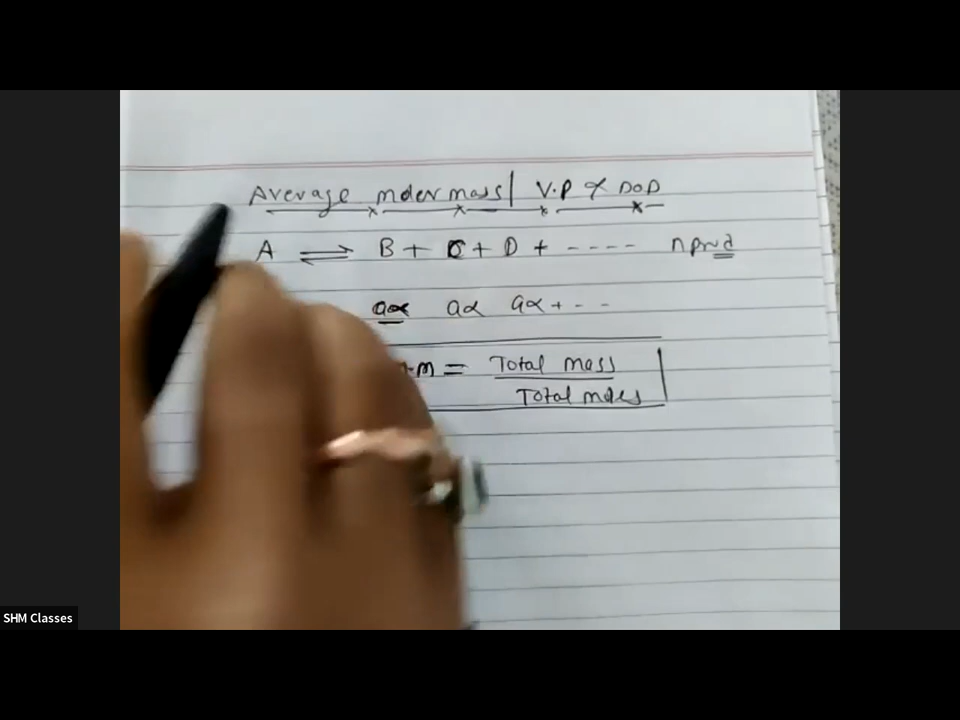 Average molar mass | V.P ∝ DOD
A ⇌ B + C + D + ---- n prod
aα aα aα + - -
M = Total mass
Total moles
SHM Classes